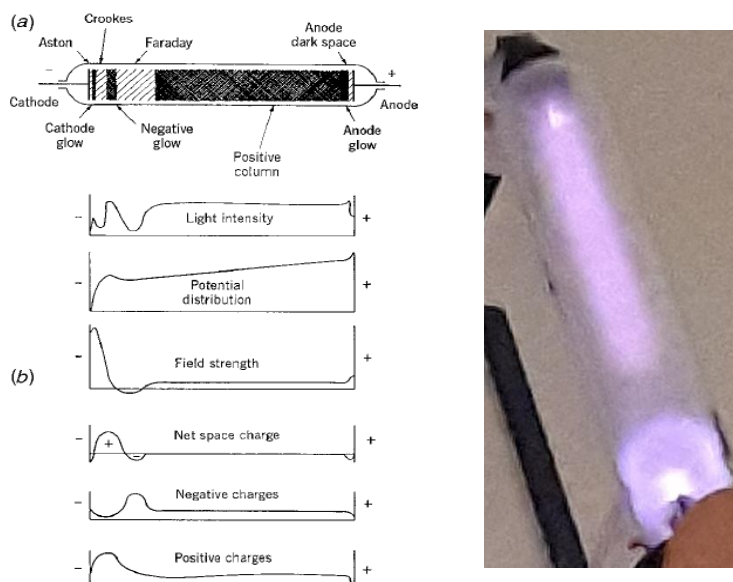 (a)
Crookes
Aston
Faraday
Anode
dark space
−
+
Cathode
Anode
Cathode
glow
Negative
glow
Positive
column
Anode
glow
− Light intensity +
− Potential
distribution +
− Field strength +
(b)
− Net space charge +
+ −
− Negative charges +
− Positive charges +